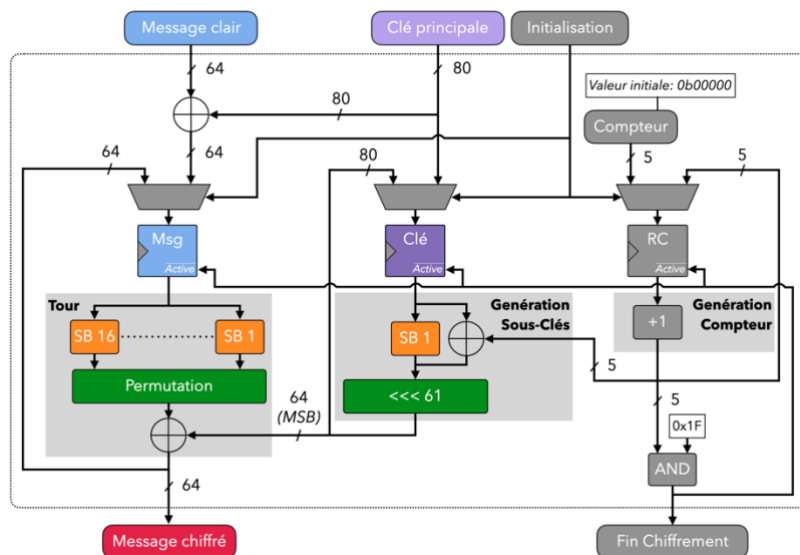 Message clair
Clé principale
Initialisation
64
80
Valeur initiale: 0b00000
80
Compteur
64
64
80
5
5
Msg
Active
Clé
Active
RC
Active
Tour
Genération
Sous-Clés
Genération
Compteur
SB 16
SB 1
SB 1
+1
Permutation
<<< 61
5
64
(MSB)
5
0x1F
AND
64
Message chiffré
Fin Chiffrement